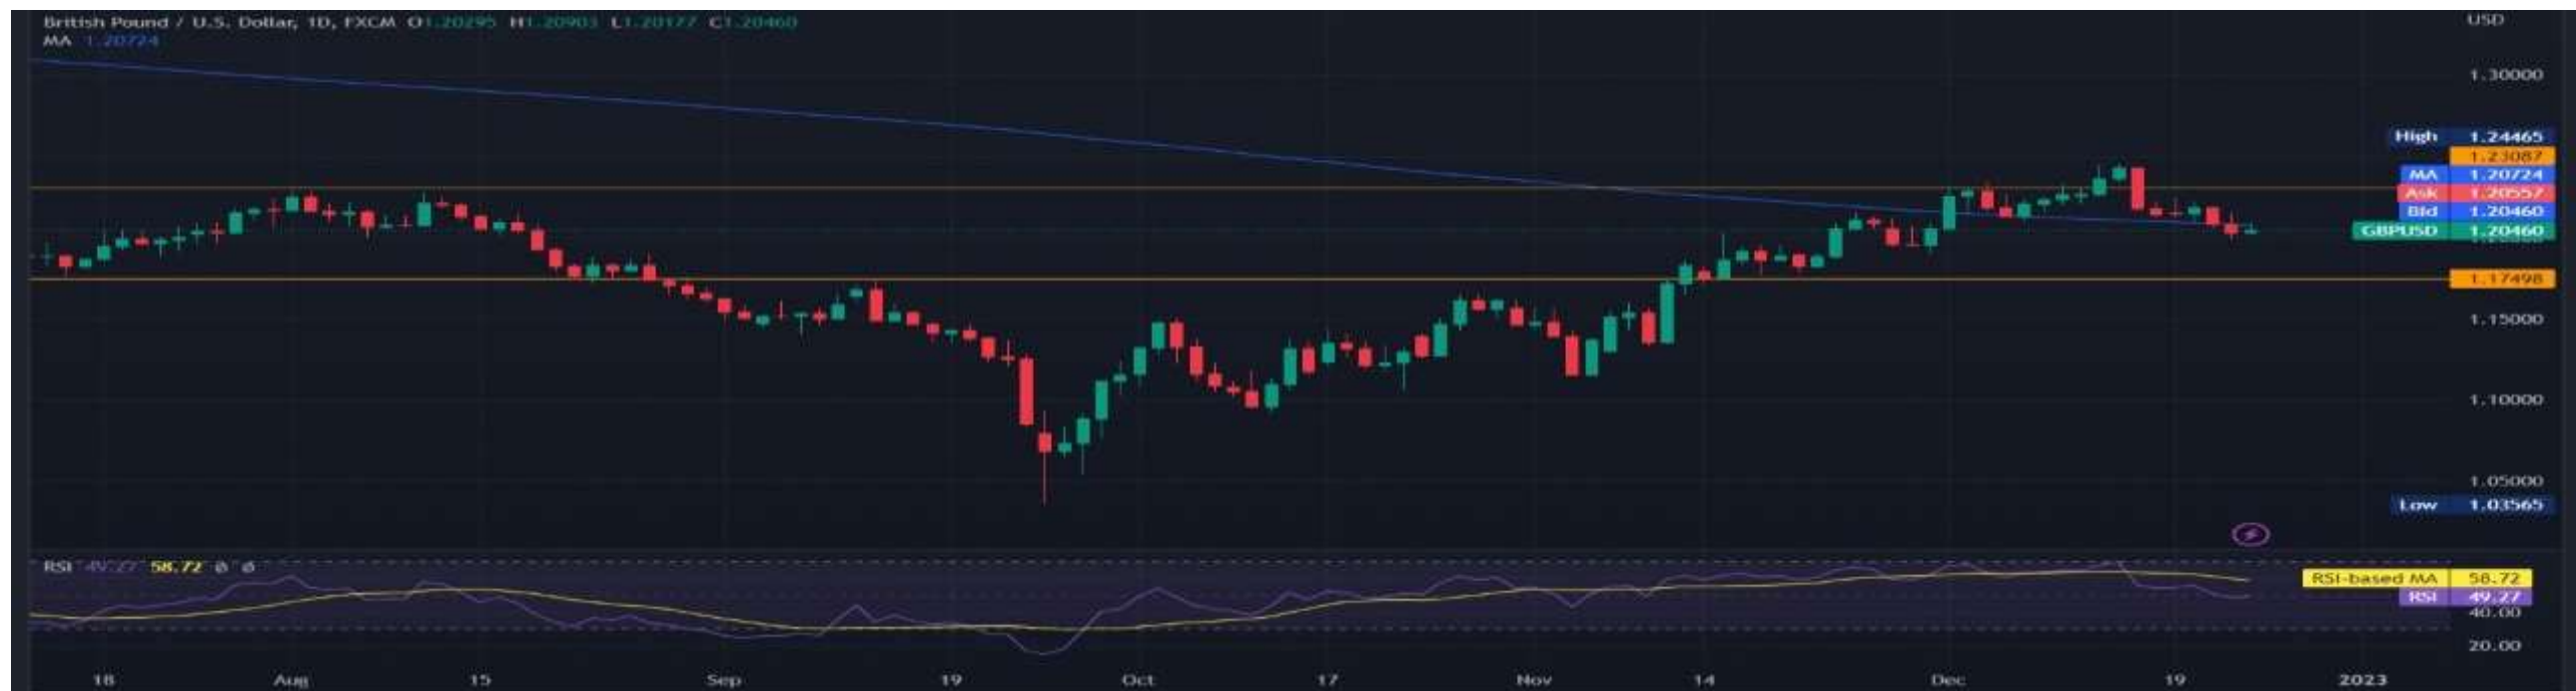 British Pound / U.S. Dollar, 1D, FXCM O1.20295 H1.20903 L1.20177 C1.20460
MA 1.20724
USD
1.30000
High 1.24465
1.23087
MA 1.20724
Ask 1.20557
Bid 1.20460
GBPUSD 1.20460
1.17498
1.15000
1.10000
1.05000
Low 1.03565
RSI 49.27 58.72 Ø Ø
RSI-based MA 58.72
RSI 49.27
40.00
20.00
18 Aug 15 Sep 19 Oct 17 Nov 14 Dec 19 2023